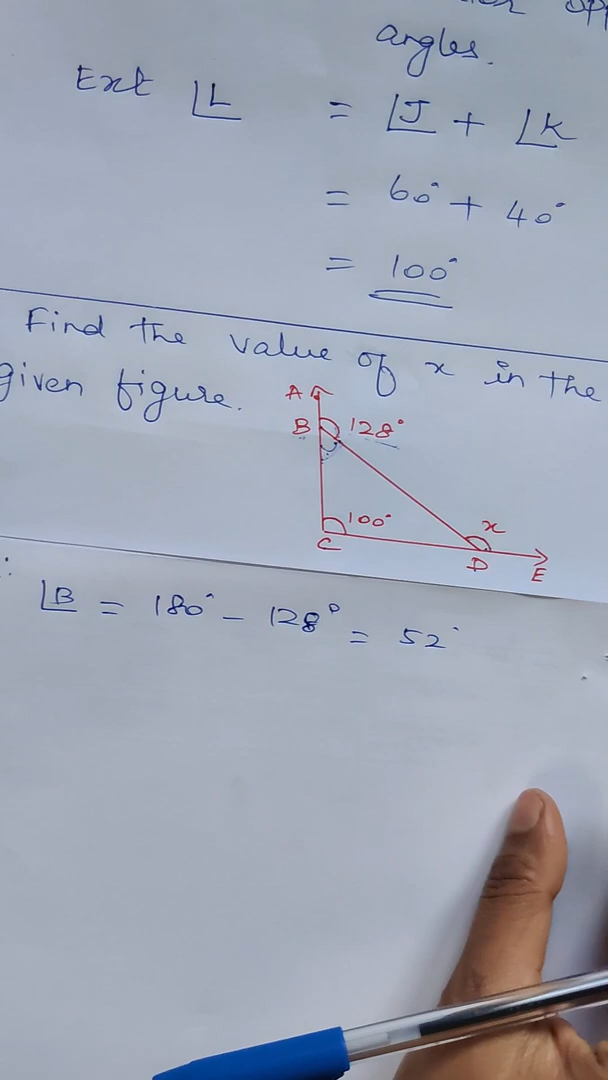 angles.
Ext ∠L = ∠J + ∠K
= 60° + 40°
= 100°
Find the value of x in the
given figure.
A
B 128°
100° x
C D E
∠B = 180° - 128° = 52°